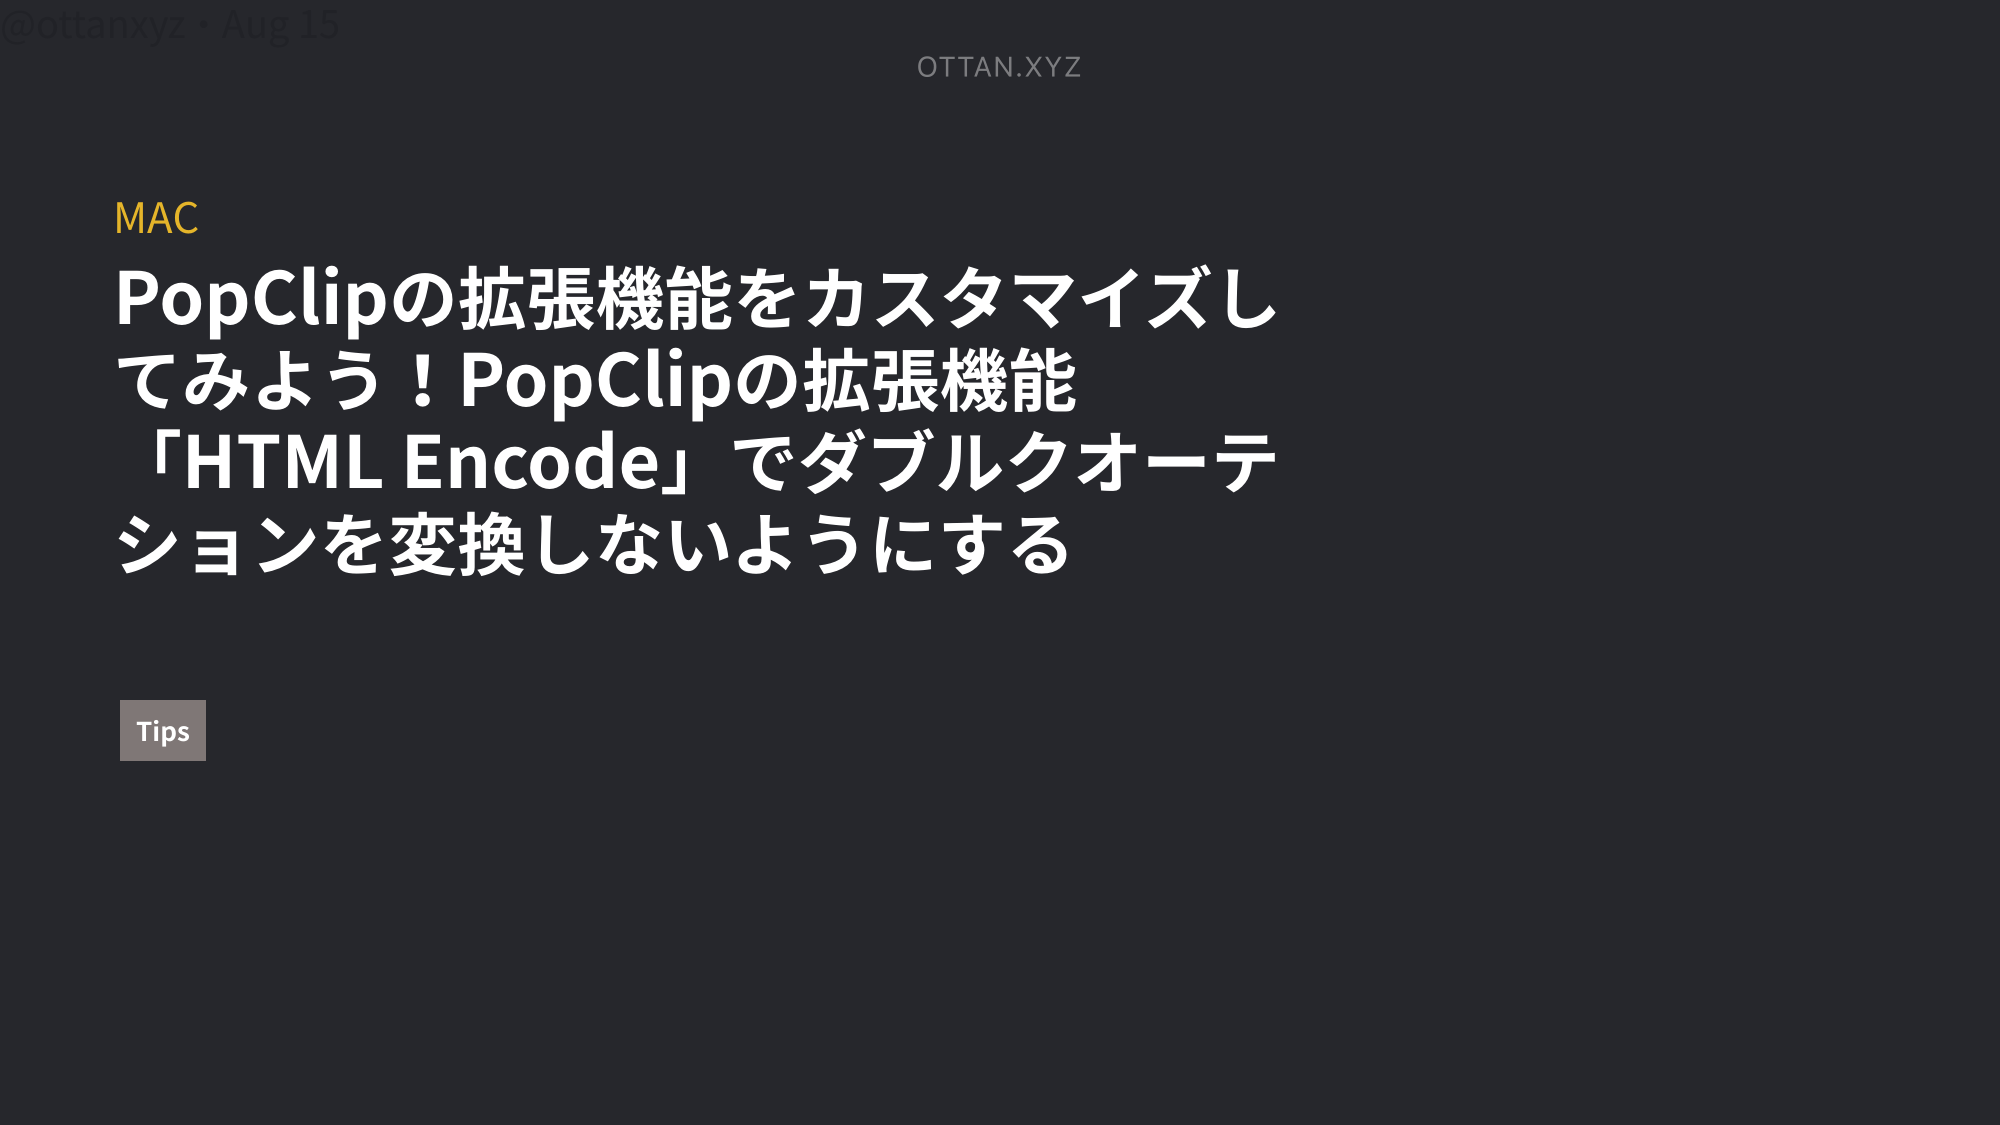 @ottanxyz・Aug 15
OTTAN.XYZ
MAC
PopClipの拡張機能をカスタマイズし
てみよう！PopClipの拡張機能
「HTML Encode」でダブルクオーテ
ションを変換しないようにする
Tips